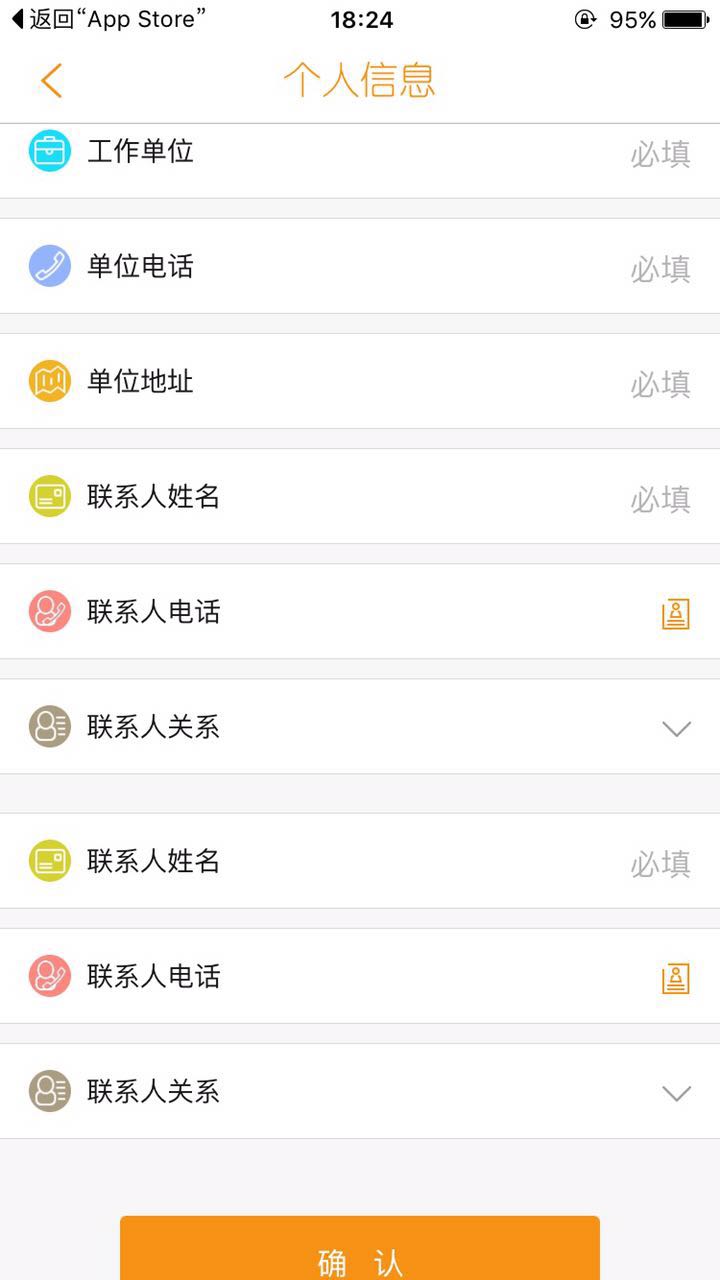 返回“App Store” 18:24 95%
个人信息
工作单位 必填
单位电话 必填
单位地址 必填
联系人姓名 必填
联系人电话
联系人关系
联系人姓名 必填
联系人电话
联系人关系
确 认